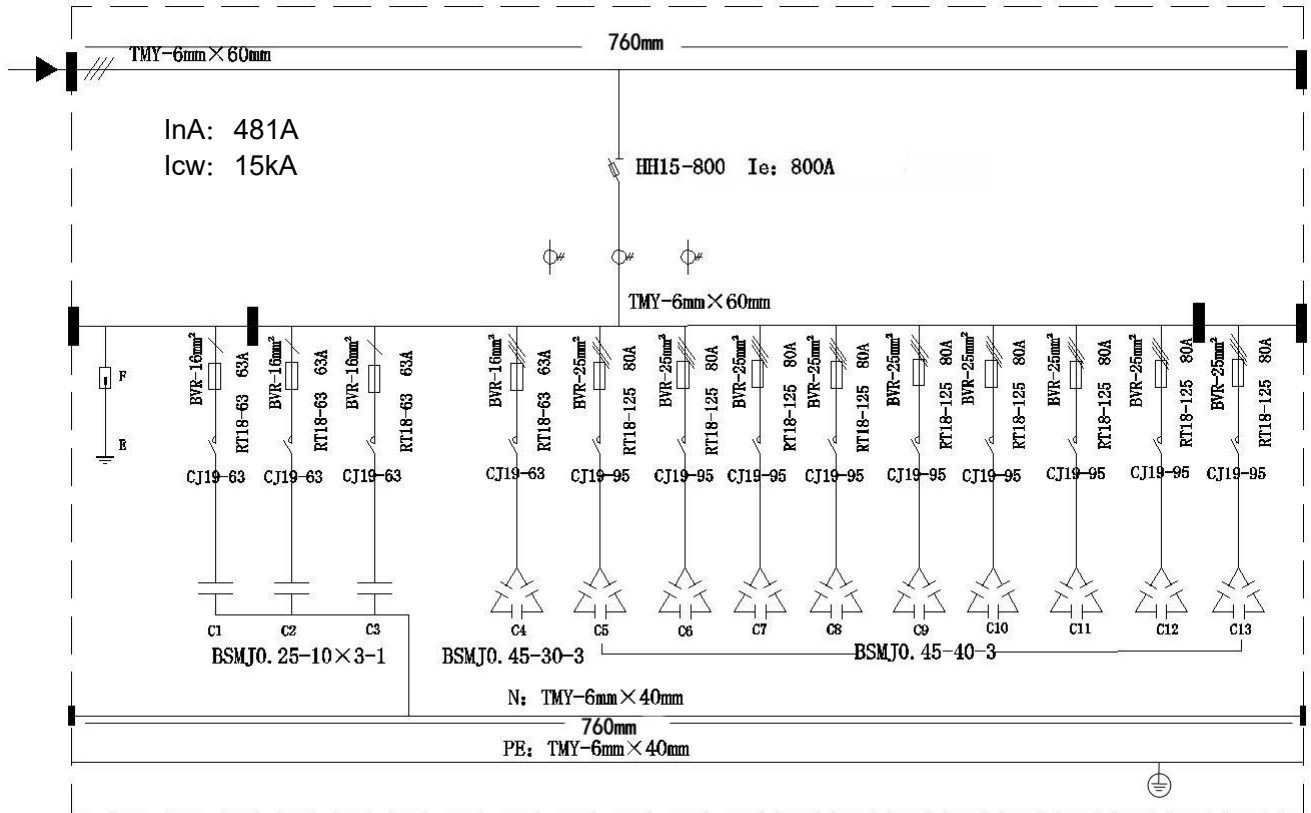 760mm
TMY-6mm×60mm
InA: 481A
Icw: 15kA
HH15-800 Ie: 800A
TMY-6mm×60mm
F
E
BVR-16mm² RT18-63 63A
BVR-16mm² RT18-63 63A
BVR-16mm² RT18-63 63A
BVR-16mm² RT18-63 63A
BVR-25mm² RT18-125 80A
BVR-25mm² RT18-125 80A
BVR-25mm² RT18-125 80A
BVR-25mm² RT18-125 80A
BVR-25mm² RT18-125 80A
BVR-25mm² RT18-125 80A
BVR-25mm² RT18-125 80A
BVR-25mm² RT18-125 80A
BVR-25mm² RT18-125 80A
CJ19-63 CJ19-63 CJ19-63 CJ19-63 CJ19-95 CJ19-95 CJ19-95 CJ19-95 CJ19-95 CJ19-95 CJ19-95 CJ19-95 CJ19-95
C1 C2 C3 C4 C5 C6 C7 C8 C9 C10 C11 C12 C13
BSMJ0.25-10×3-1 BSMJ0.45-30-3 BSMJ0.45-40-3
N: TMY-6mm×40mm
760mm
PE: TMY-6mm×40mm